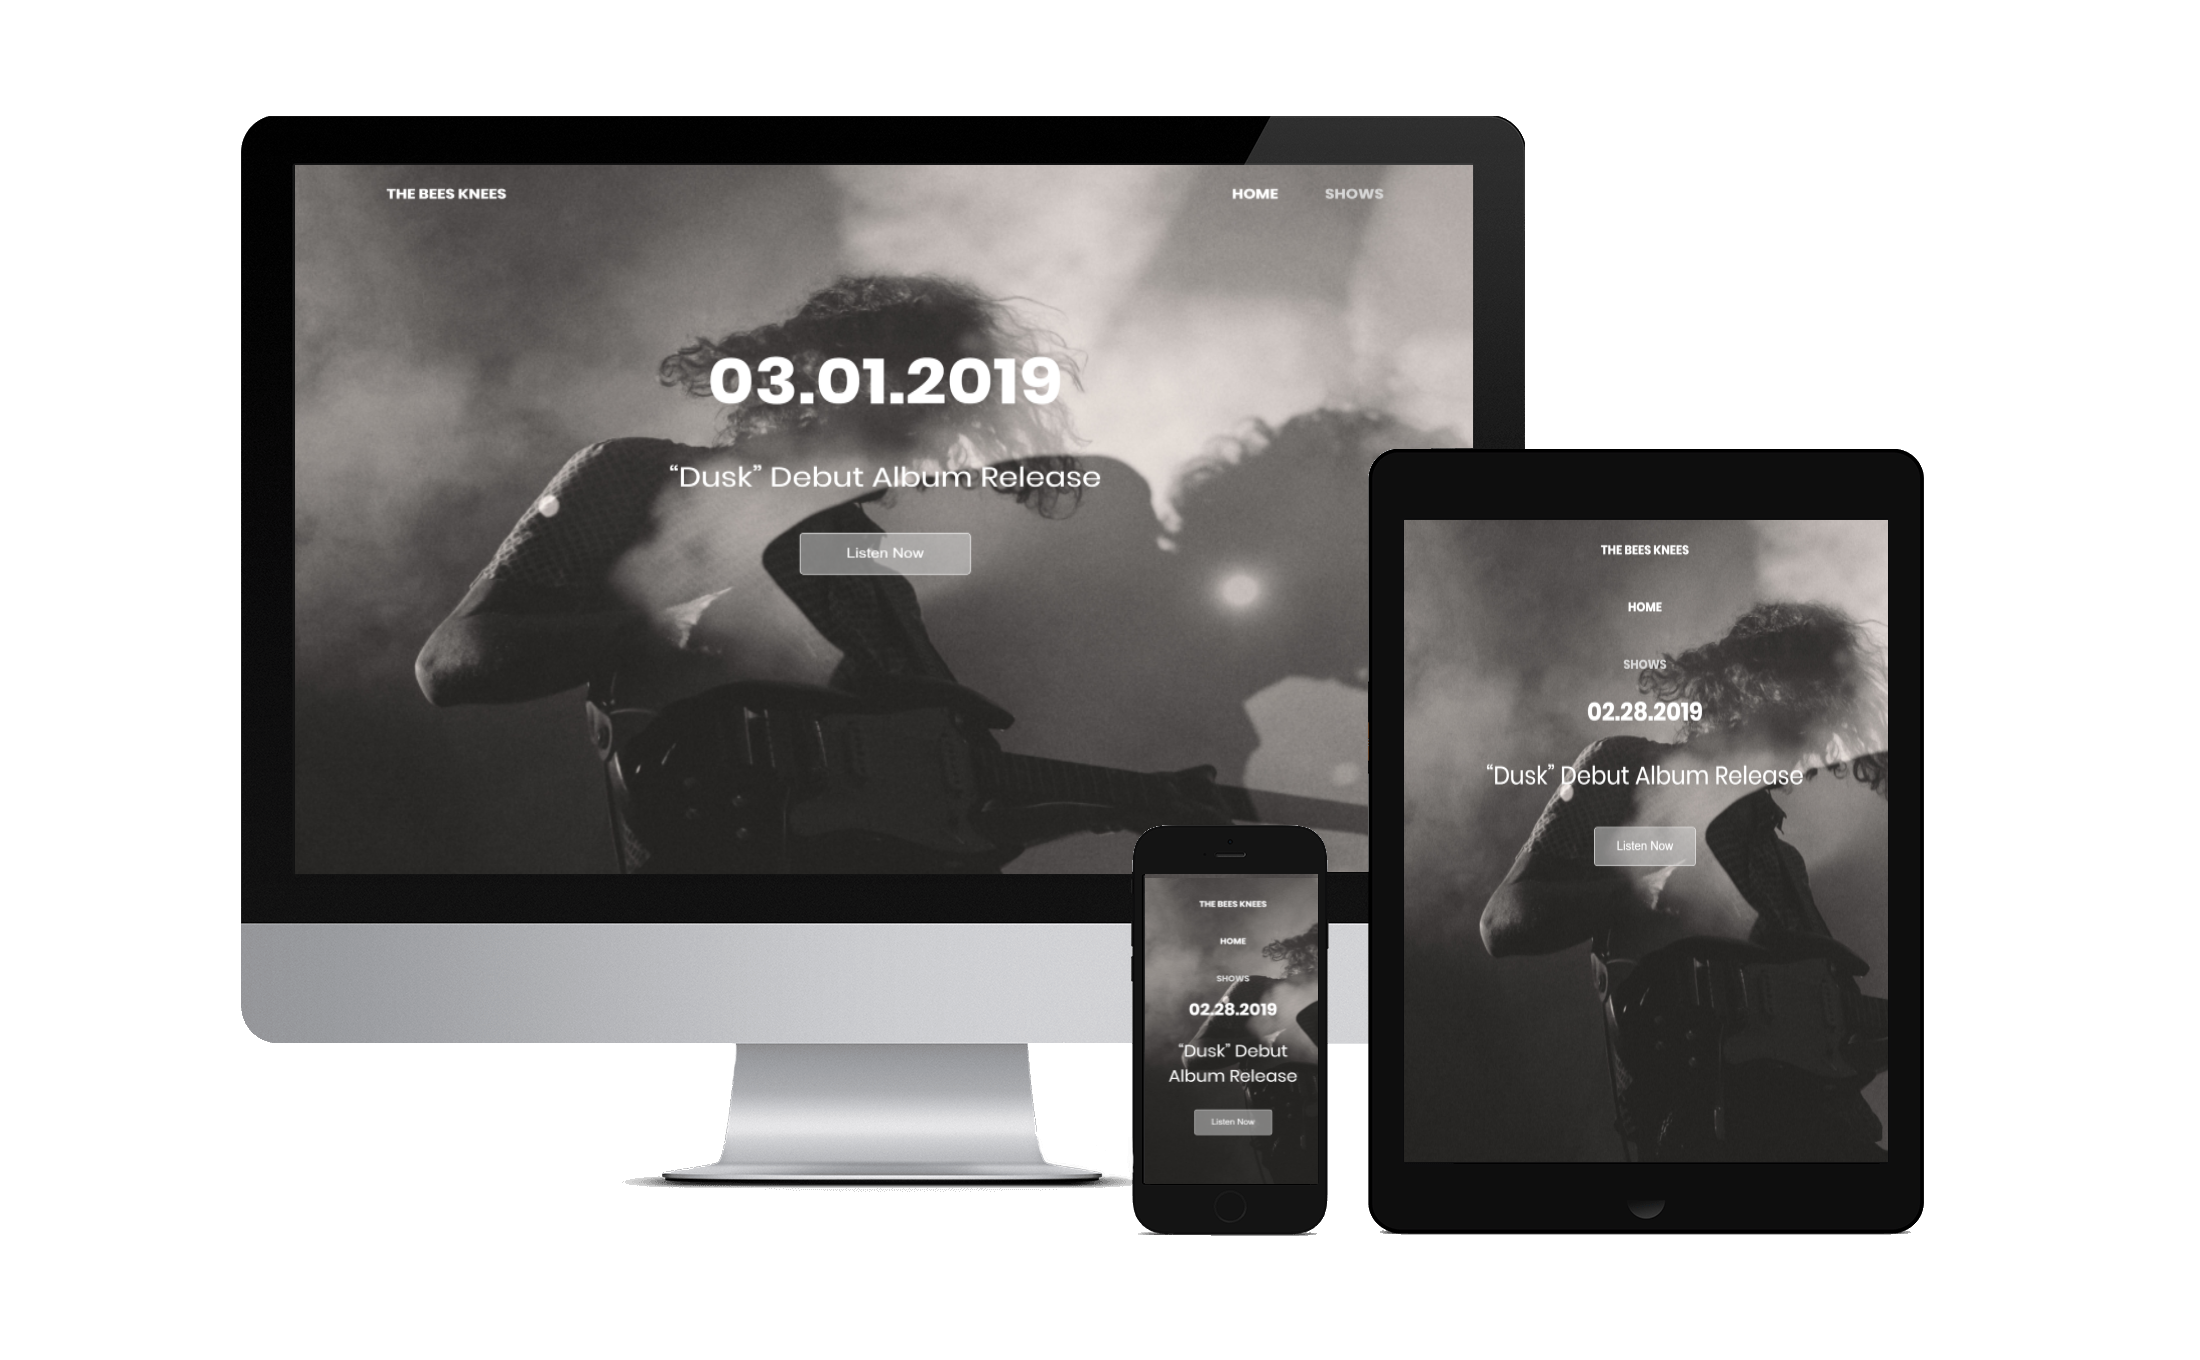 THE BEES KNEES
HOME
SHOWS
03.01.2019
“Dusk” Debut Album Release
Listen Now
THE BEES KNEES
HOME
SHOWS
02.28.2019
“Dusk” Debut
Album Release
Listen Now
THE BEES KNEES
HOME
SHOWS
02.28.2019
“Dusk” Debut Album Release
Listen Now